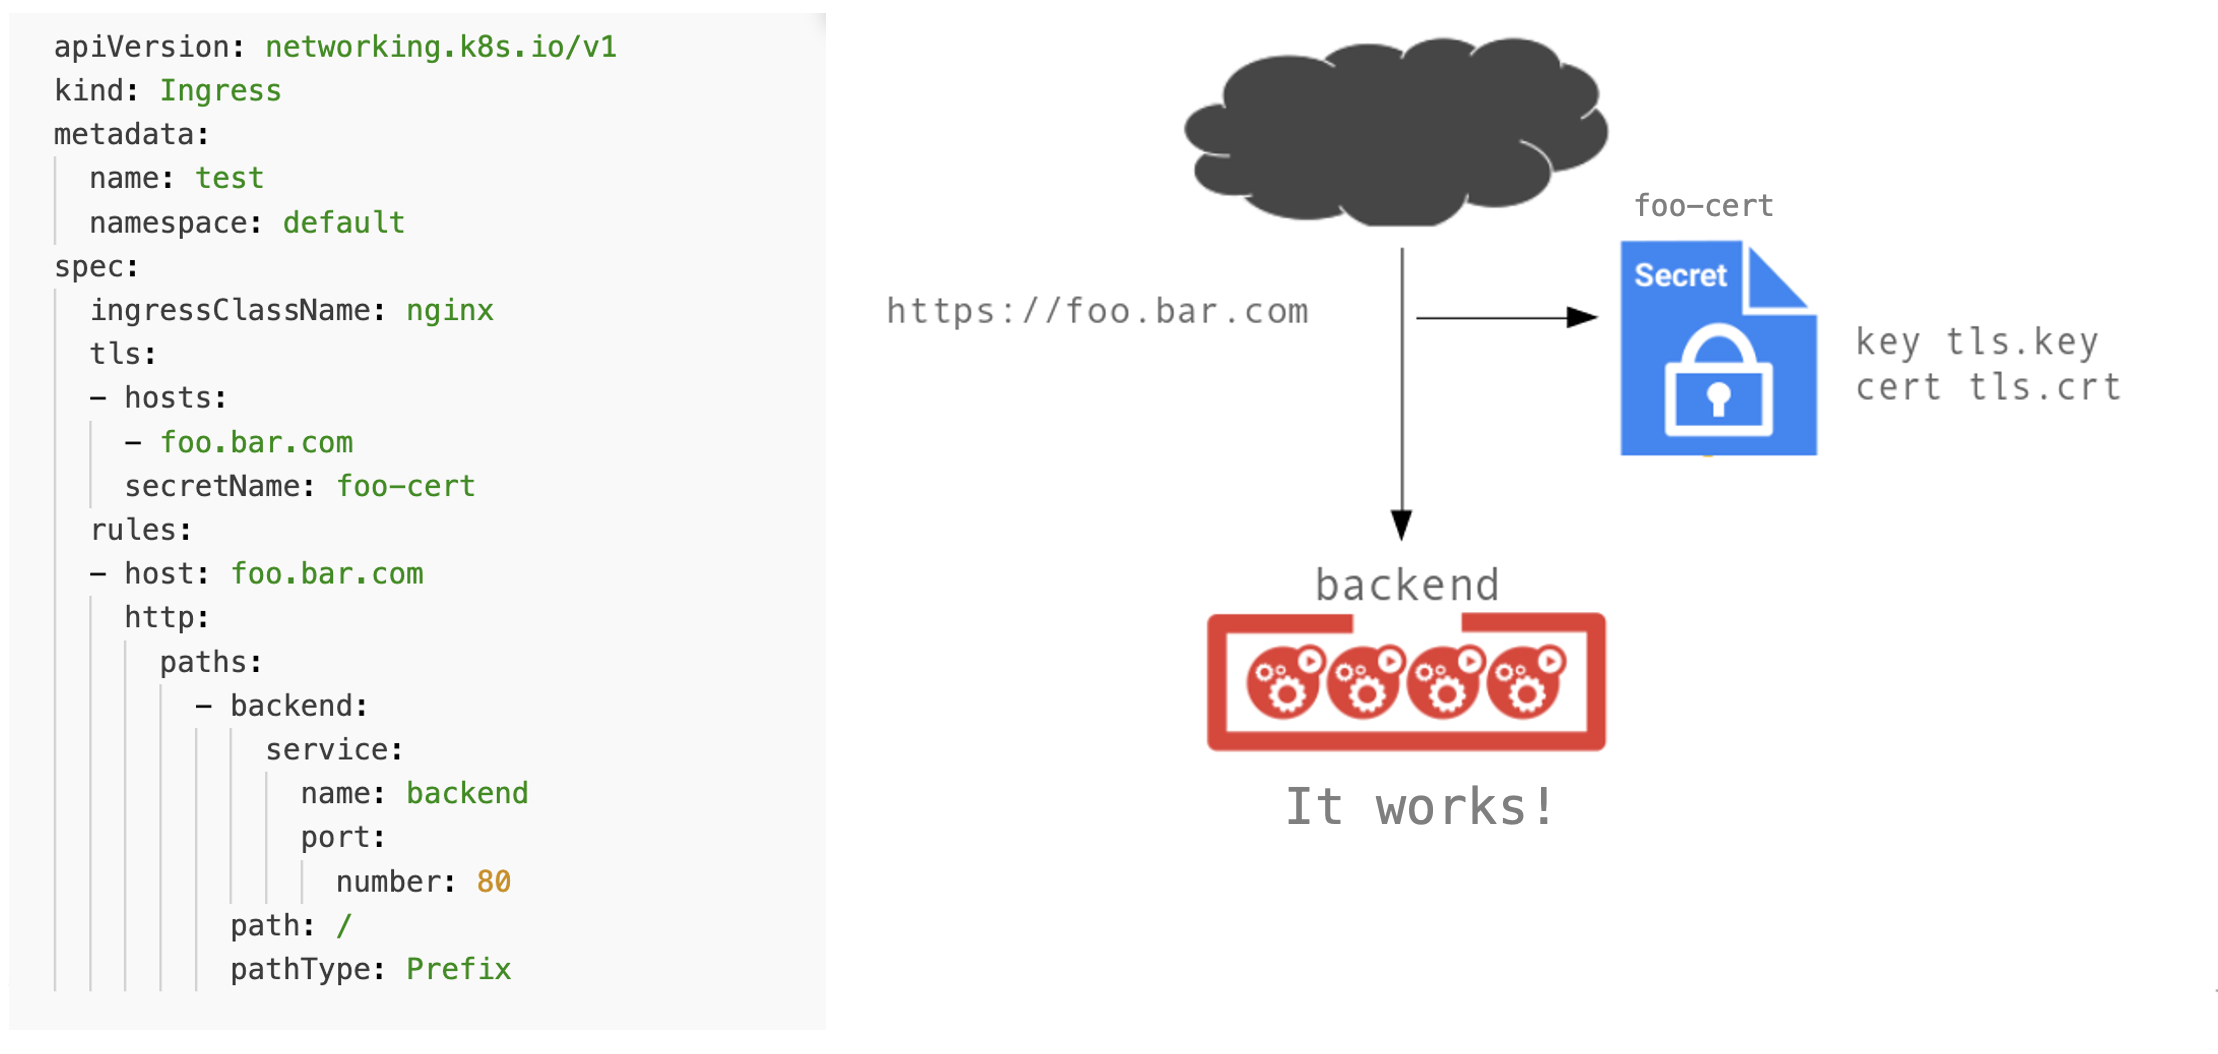 apiVersion: networking.k8s.io/v1
kind: Ingress
metadata:
  name: test
  namespace: default
spec:
  ingressClassName: nginx
  tls:
  - hosts:
    - foo.bar.com
    secretName: foo-cert
  rules:
  - host: foo.bar.com
    http:
      paths:
        - backend:
            service:
              name: backend
              port:
                number: 80
          path: /
          pathType: Prefix
foo-cert
Secret
https://foo.bar.com
key tls.key
cert tls.crt
backend
It works!